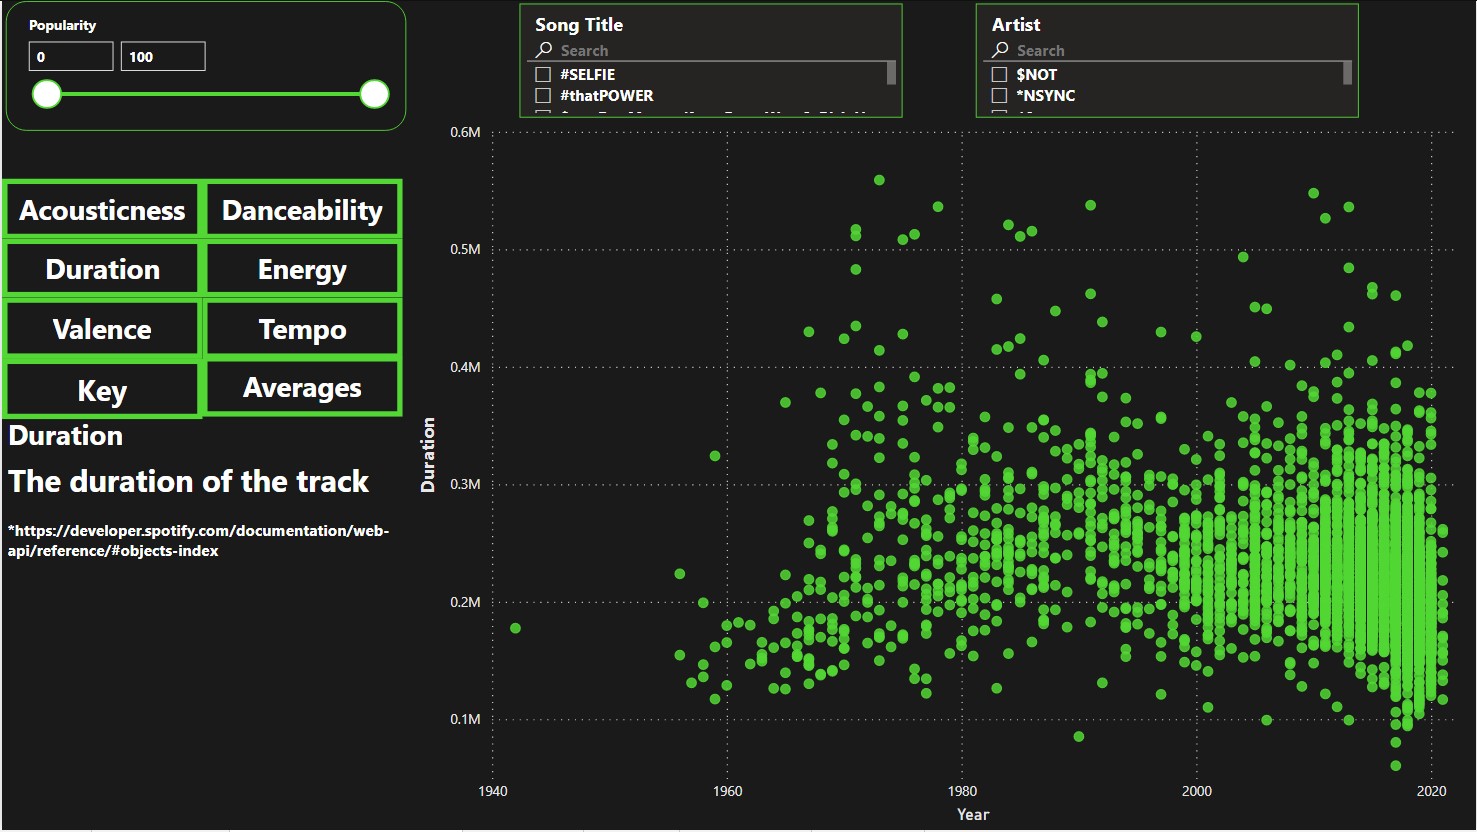 Popularity
0
100
Song Title
Search
#SELFIE
#thatPOWER
Artist
Search
$NOT
*NSYNC
Acousticness
Danceability
Duration
Energy
Valence
Tempo
Key
Averages
Duration
The duration of the track
*https://developer.spotify.com/documentation/web-
api/reference/#objects-index
Duration
0.6M
0.5M
0.4M
0.3M
0.2M
0.1M
1940
1960
1980
2000
2020
Year